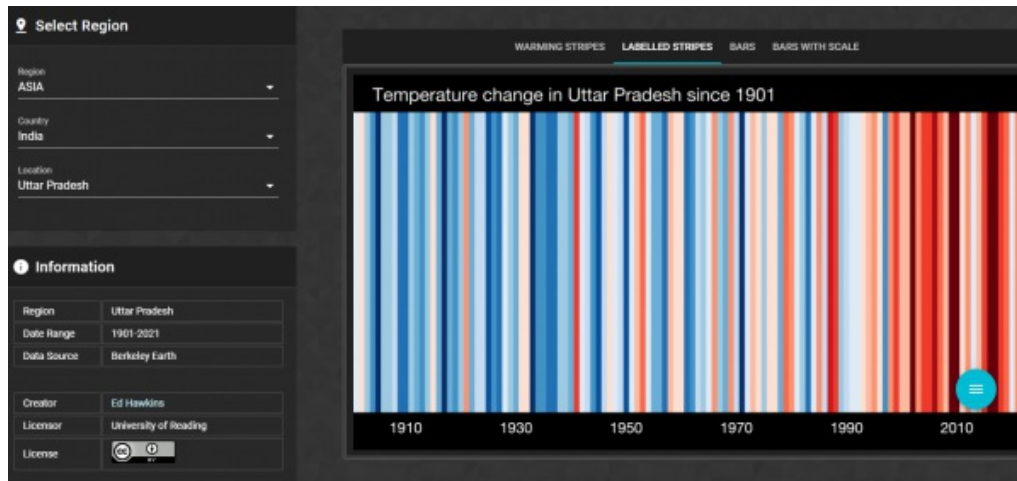 Select Region
Region
ASIA
Country
India
Location
Uttar Pradesh
Information
Region Uttar Pradesh
Date Range 1901-2021
Data Source Berkeley Earth
Creator Ed Hawkins
Licensor University of Reading
License cc BY
WARMING STRIPES LABELLED STRIPES BARS BARS WITH SCALE
Temperature change in Uttar Pradesh since 1901
1910 1930 1950 1970 1990 2010